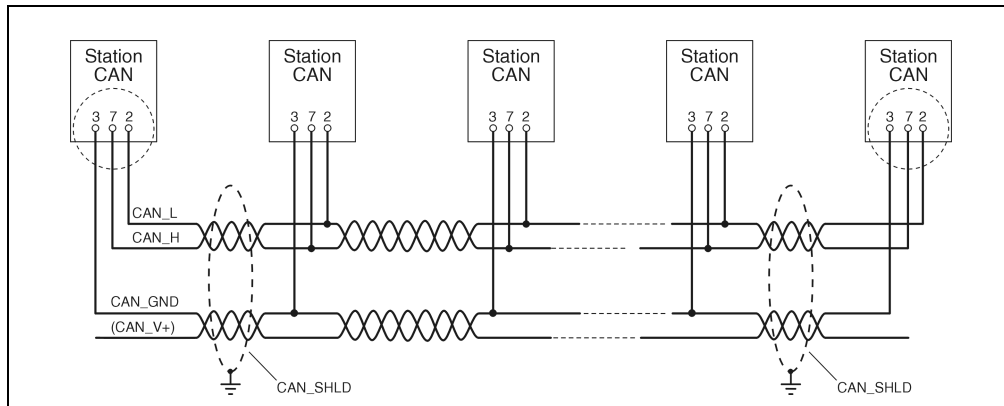 Station
CAN
3 7 2
Station
CAN
3 7 2
Station
CAN
3 7 2
Station
CAN
3 7 2
Station
CAN
3 7 2
CAN_L
CAN_H
CAN_GND
(CAN_V+)
CAN_SHLD
CAN_SHLD